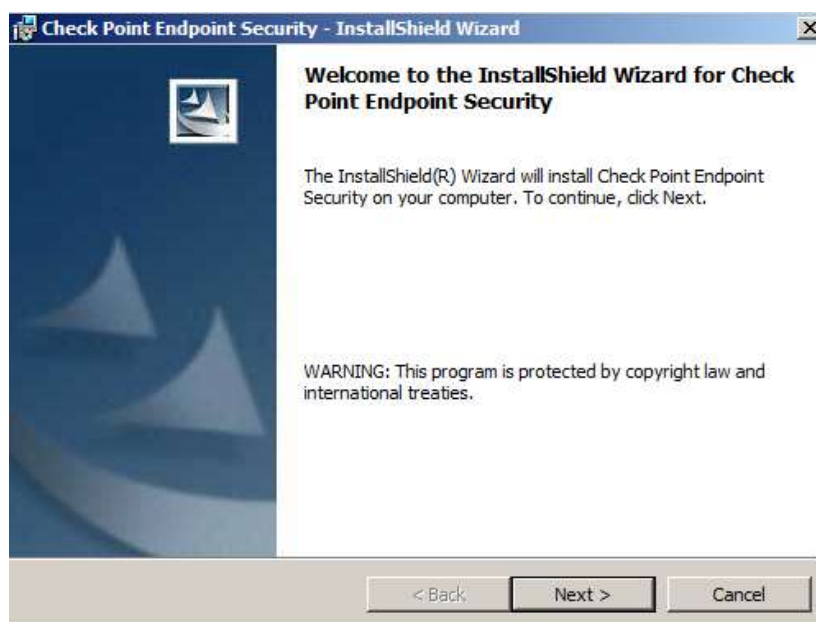 Check Point Endpoint Security - InstallShield Wizard
Welcome to the InstallShield Wizard for Check
Point Endpoint Security
The InstallShield(R) Wizard will install Check Point Endpoint
Security on your computer. To continue, click Next.
WARNING: This program is protected by copyright law and
international treaties.
< Back
Next >
Cancel